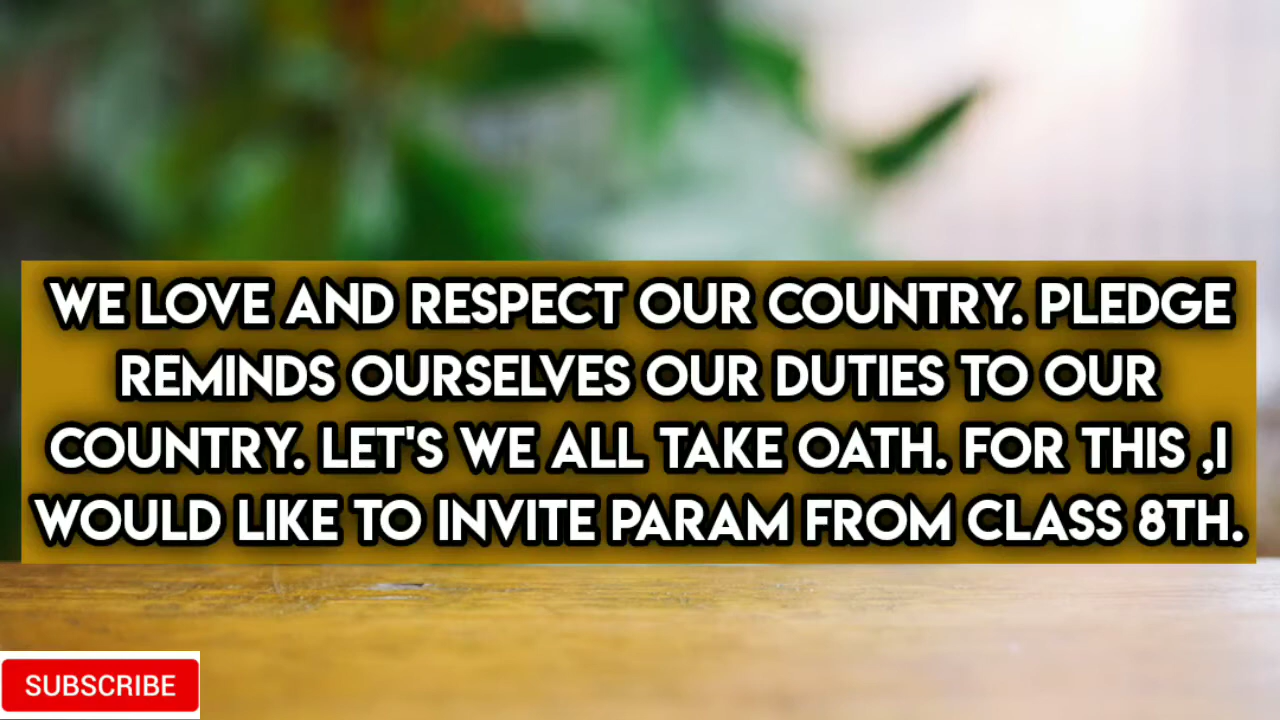 WE LOVE AND RESPECT OUR COUNTRY. PLEDGE
REMINDS OURSELVES OUR DUTIES TO OUR
COUNTRY. LET'S WE ALL TAKE OATH. FOR THIS ,I
WOULD LIKE TO INVITE PARAM FROM CLASS 8TH.
SUBSCRIBE